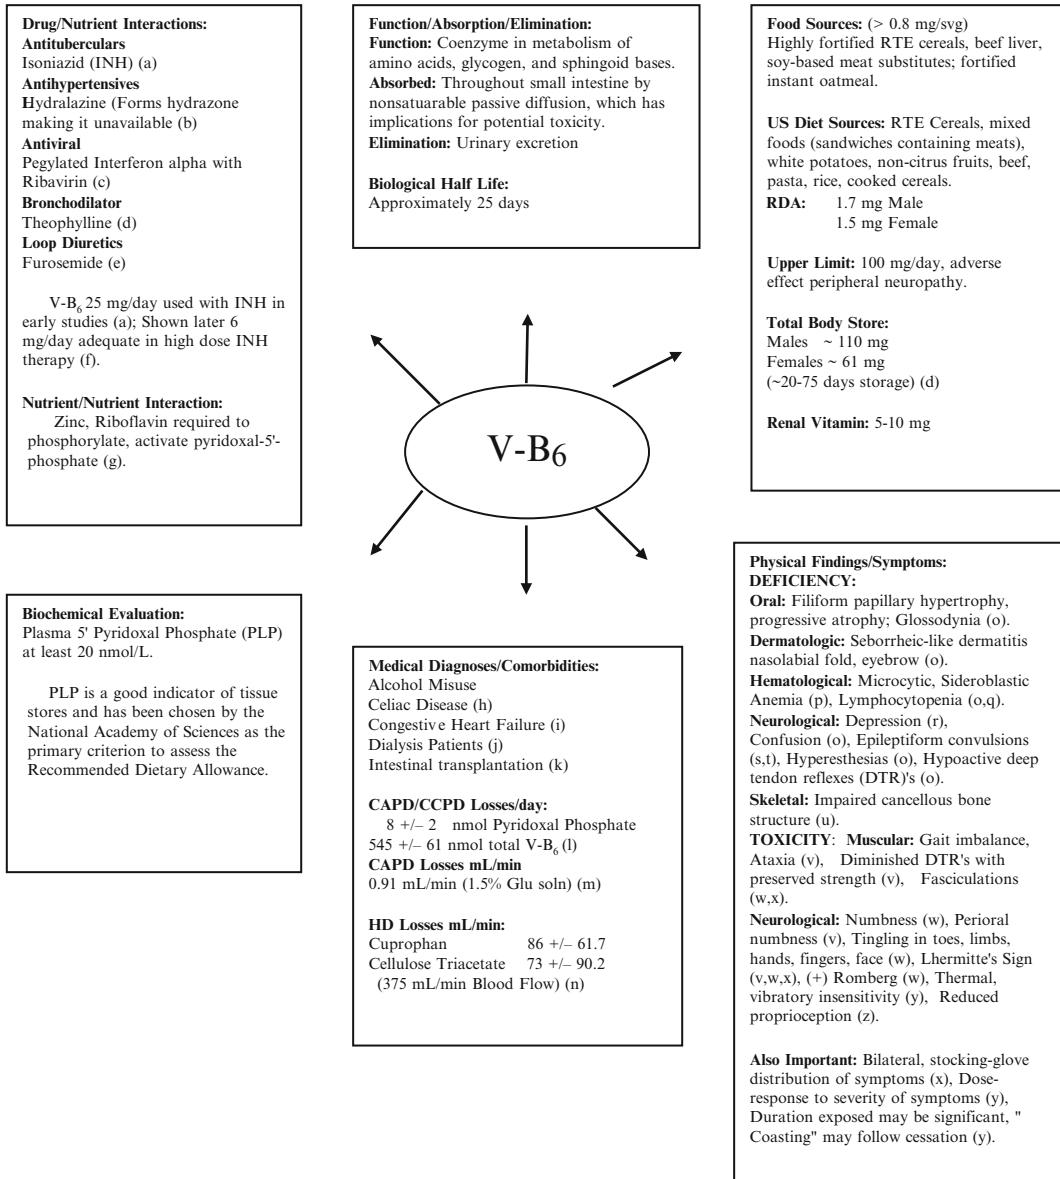 Drug/Nutrient Interactions:
Antituberculars
Isoniazid (INH) (a)
Antihypertensives
Hydralazine (Forms hydrazone
making it unavailable (b)
Antiviral
Pegylated Interferon alpha with
Ribavirin (c)
Bronchodilator
Theophylline (d)
Loop Diuretics
Furosemide (e)
V-B6 25 mg/day used with INH in
early studies (a); Shown later 6
mg/day adequate in high dose INH
therapy (f).
Nutrient/Nutrient Interaction:
Zinc, Riboflavin required to
phosphorylate, activate pyridoxal-5'-
phosphate (g).
Function/Absorption/Elimination:
Function: Coenzyme in metabolism of
amino acids, glycogen, and sphingoid bases.
Absorbed: Throughout small intestine by
nonsatuarable passive diffusion, which has
implications for potential toxicity.
Elimination: Urinary excretion
Biological Half Life:
Approximately 25 days
Food Sources: (> 0.8 mg/svg)
Highly fortified RTE cereals, beef liver,
soy-based meat substitutes; fortified
instant oatmeal.
US Diet Sources: RTE Cereals, mixed
foods (sandwiches containing meats),
white potatoes, non-citrus fruits, beef,
pasta, rice, cooked cereals.
RDA: 1.7 mg Male
1.5 mg Female
Upper Limit: 100 mg/day, adverse
effect peripheral neuropathy.
Total Body Store:
Males ~ 110 mg
Females ~ 61 mg
(~20-75 days storage) (d)
Renal Vitamin: 5-10 mg
V-B6
Biochemical Evaluation:
Plasma 5' Pyridoxal Phosphate (PLP)
at least 20 nmol/L.
PLP is a good indicator of tissue
stores and has been chosen by the
National Academy of Sciences as the
primary criterion to assess the
Recommended Dietary Allowance.
Medical Diagnoses/Comorbidities:
Alcohol Misuse
Celiac Disease (h)
Congestive Heart Failure (i)
Dialysis Patients (j)
Intestinal transplantation (k)
CAPD/CCPD Losses/day:
8 +/– 2 nmol Pyridoxal Phosphate
545 +/– 61 nmol total V-B6 (l)
CAPD Losses mL/min
0.91 mL/min (1.5% Glu soln) (m)
HD Losses mL/min:
Cuprophan 86 +/– 61.7
Cellulose Triacetate 73 +/– 90.2
(375 mL/min Blood Flow) (n)
Physical Findings/Symptoms:
DEFICIENCY:
Oral: Filiform papillary hypertrophy,
progressive atrophy; Glossodynia (o).
Dermatologic: Seborrheic-like dermatitis
nasolabial fold, eyebrow (o).
Hematological: Microcytic, Sideroblastic
Anemia (p), Lymphocytopenia (o,q).
Neurological: Depression (r),
Confusion (o), Epileptiform convulsions
(s,t), Hyperesthesias (o), Hypoactive deep
tendon reflexes (DTR)'s (o).
Skeletal: Impaired cancellous bone
structure (u).
TOXICITY: Muscular: Gait imbalance,
Ataxia (v), Diminished DTR's with
preserved strength (v), Fasciculations
(w,x).
Neurological: Numbness (w), Perioral
numbness (v), Tingling in toes, limbs,
hands, fingers, face (w), Lhermitte's Sign
(v,w,x), (+) Romberg (w), Thermal,
vibratory insensitivity (y), Reduced
proprioception (z).
Also Important: Bilateral, stocking-glove
distribution of symptoms (x), Dose-
response to severity of symptoms (y),
Duration exposed may be significant, "
Coasting" may follow cessation (y).